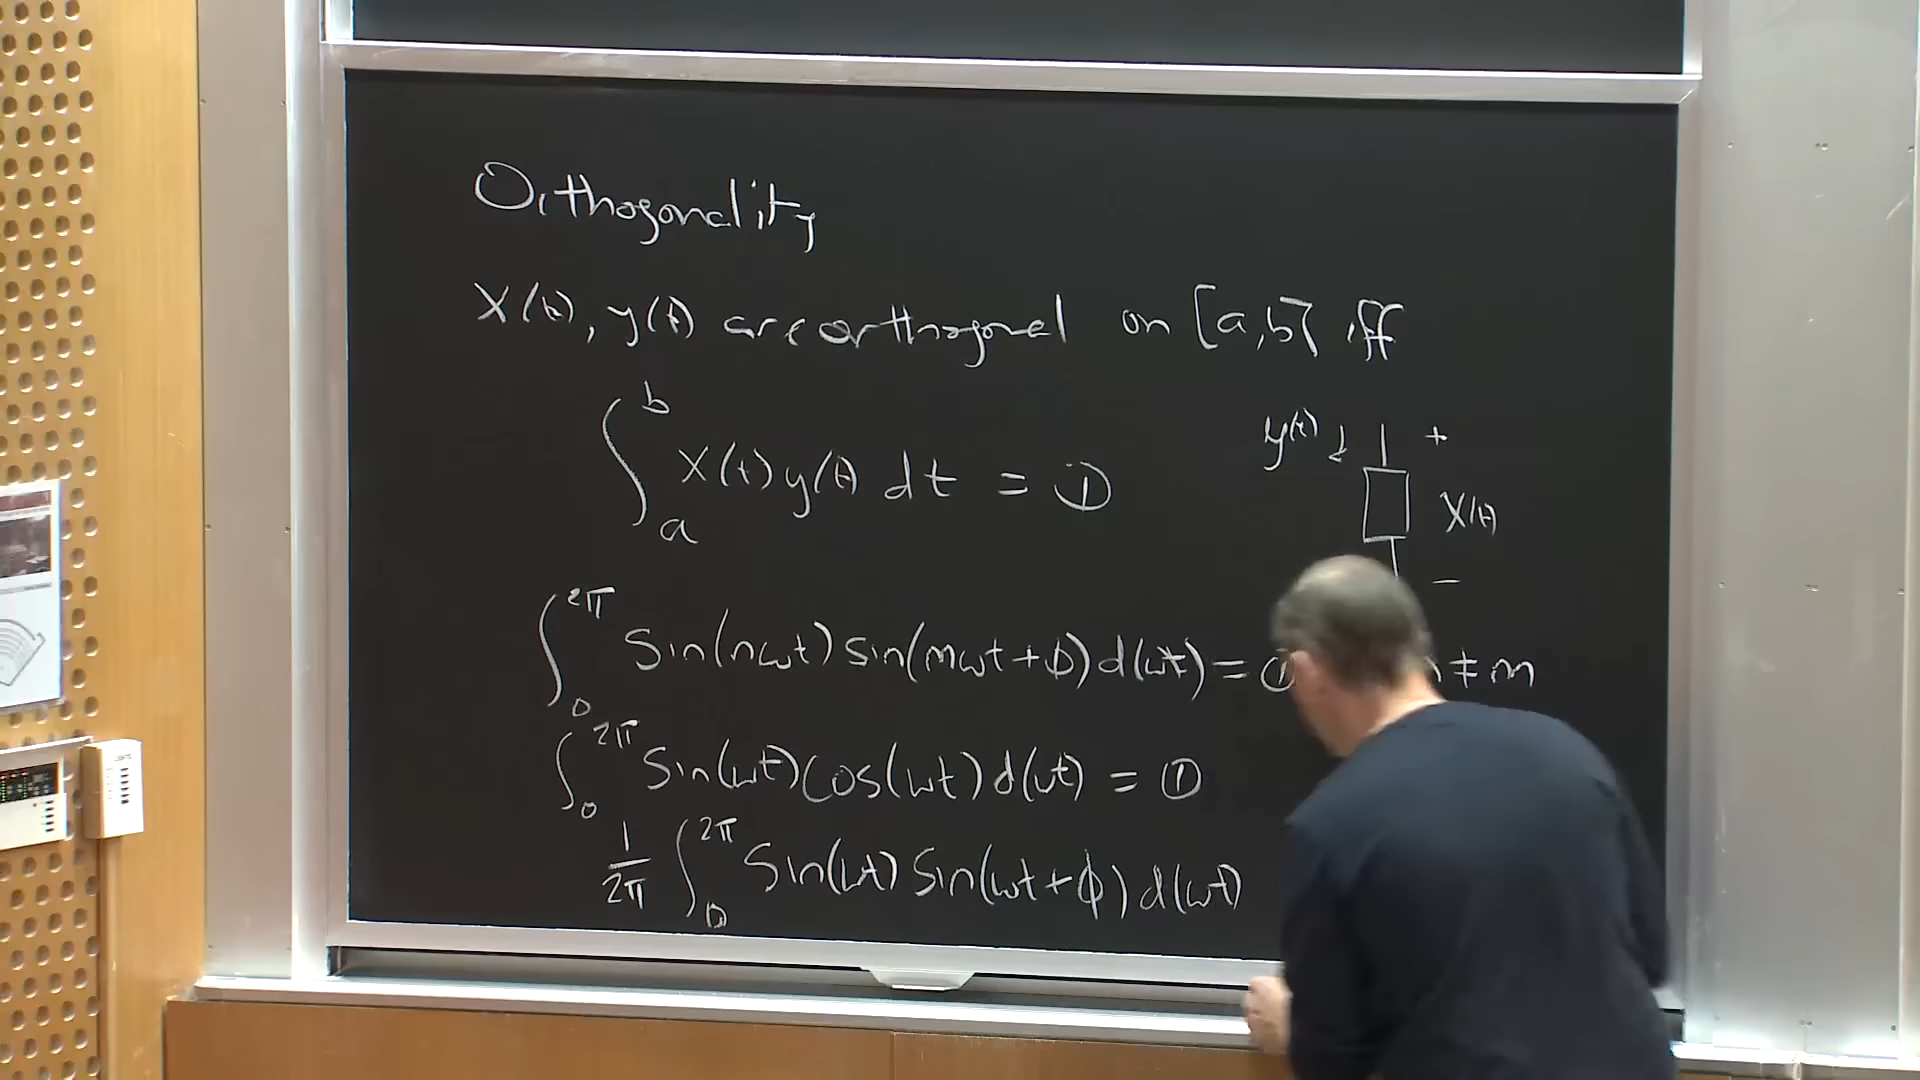 Orthogonality
x(t), y(t) are orthogonal on [a,b] iff
∫_a^b x(t) y(t) dt = 0
y(t) ↓ +
x(t)
−
∫_0^{2π} sin(nωt) sin(mωt+φ) d(ωt) = 0 n ≠ m
∫_0^{2π} sin(ωt) cos(ωt) d(ωt) = 0
1/2π ∫_0^{2π} sin(ωt) sin(ωt+φ) d(ωt)